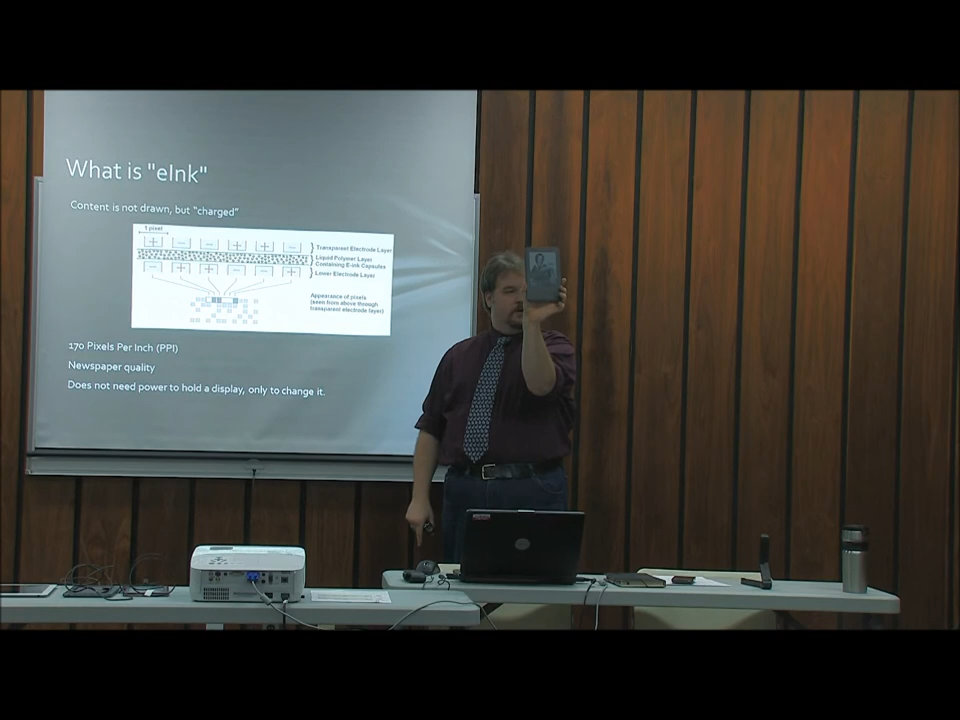 What is "eInk"
Content is not drawn, but "charged"
1 pixel
+ − − + + −
Transparent Electrode Layer
Liquid Polymer Layer
Containing E-ink Capsules
− + + − − +
Lower Electrode Layer
Appearance of pixels
(seen from above through
transparent electrode layer)
170 Pixels Per Inch (PPI)
Newspaper quality
Does not need power to hold a display, only to change it.